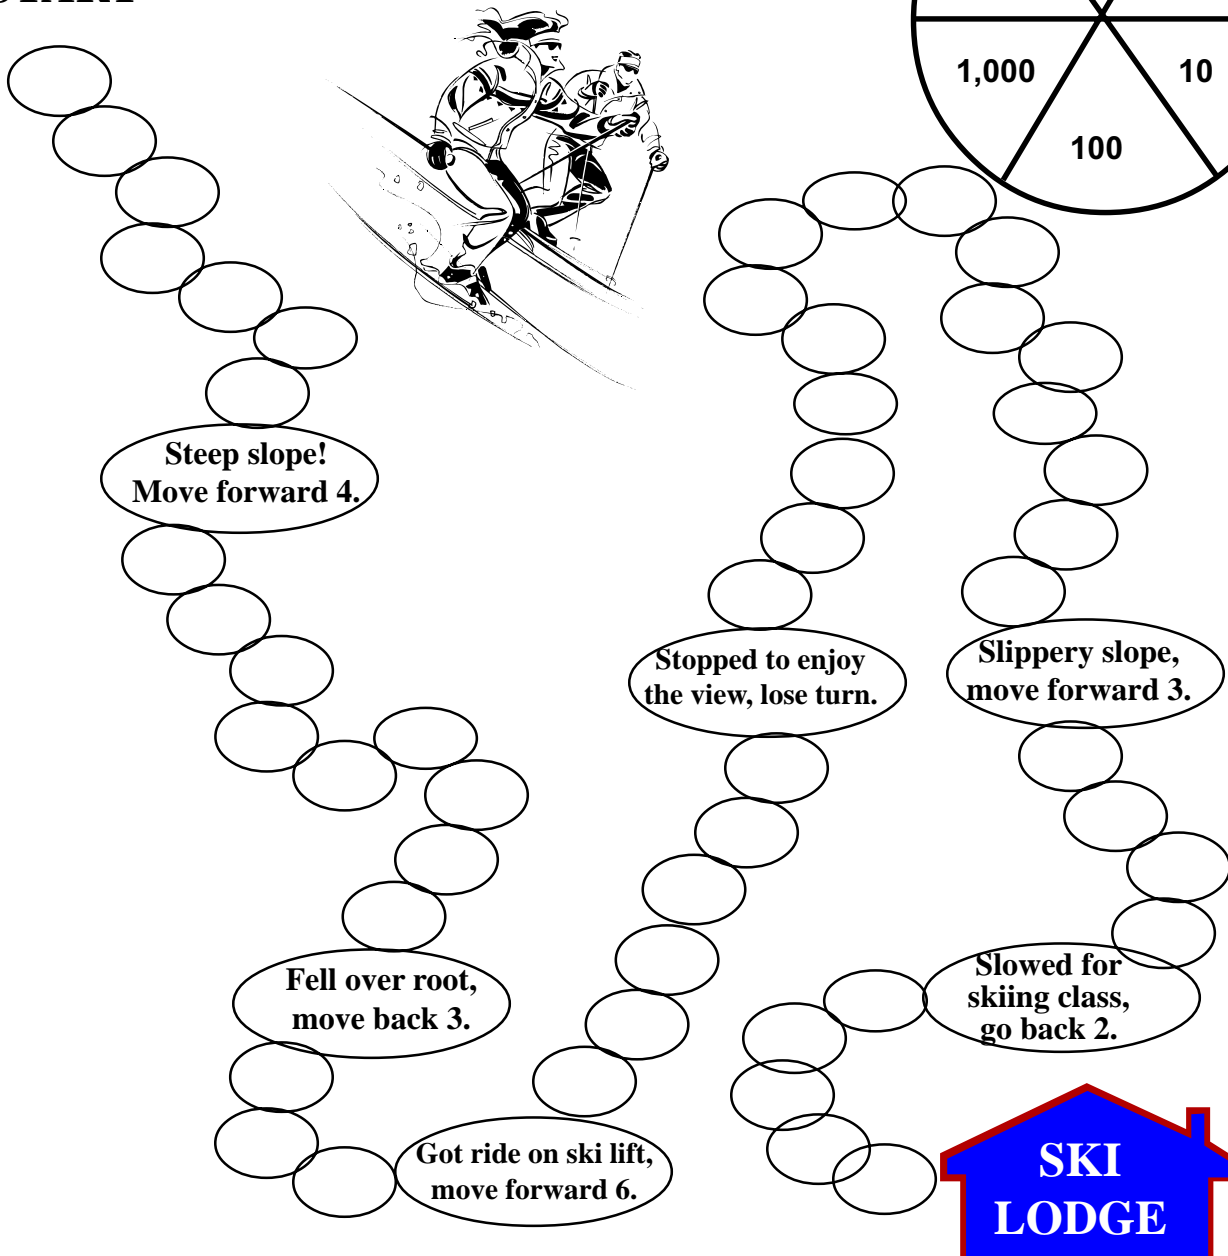 1,000
10
100
Steep slope!
Move forward 4.
Stopped to enjoy
the view, lose turn.
Slippery slope,
move forward 3.
Fell over root,
move back 3.
Slowed for
skiing class,
go back 2.
Got ride on ski lift,
move forward 6.
SKI
LODGE